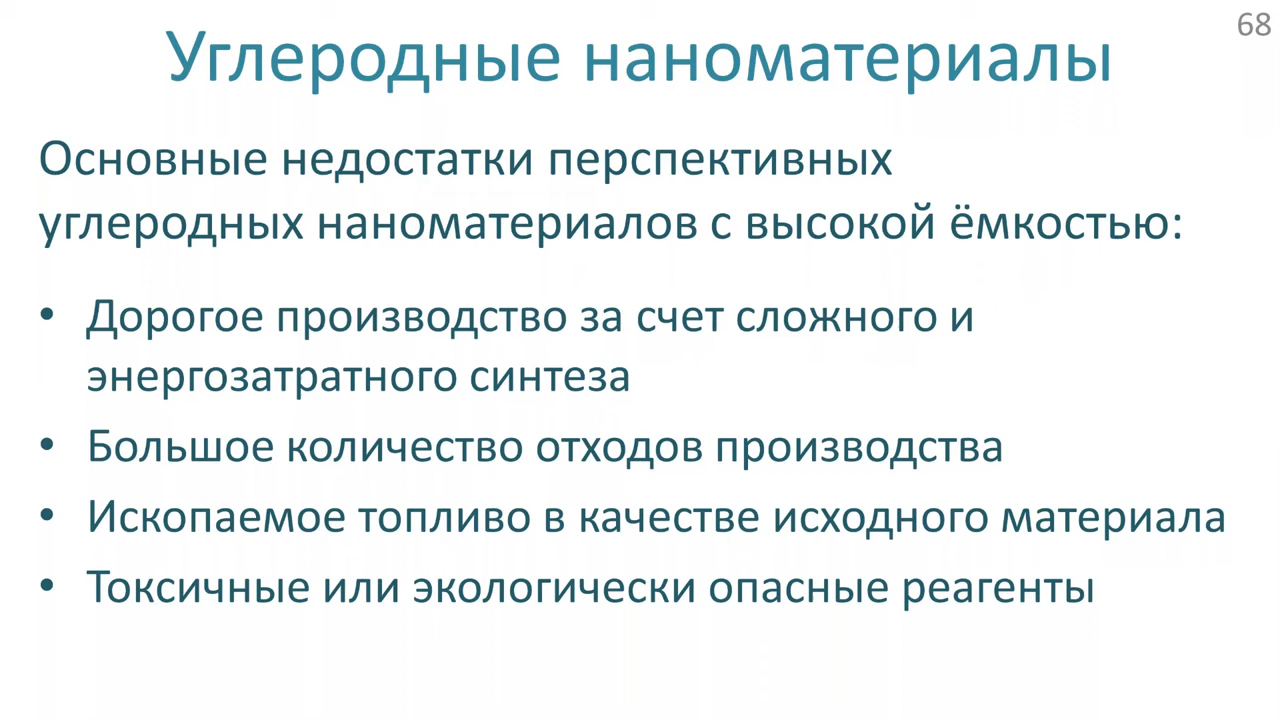 68
Углеродные наноматериалы
Основные недостатки перспективных
углеродных наноматериалов с высокой ёмкостью:
• Дорогое производство за счет сложного и
энергозатратного синтеза
• Большое количество отходов производства
• Ископаемое топливо в качестве исходного материала
• Токсичные или экологически опасные реагенты